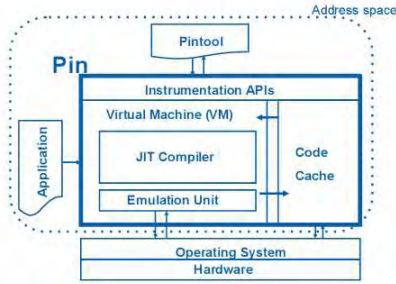 Address space
Pintool
Pin
Instrumentation APIs
Virtual Machine (VM)
JIT Compiler
Code
Cache
Application
Emulation Unit
Operating System
Hardware